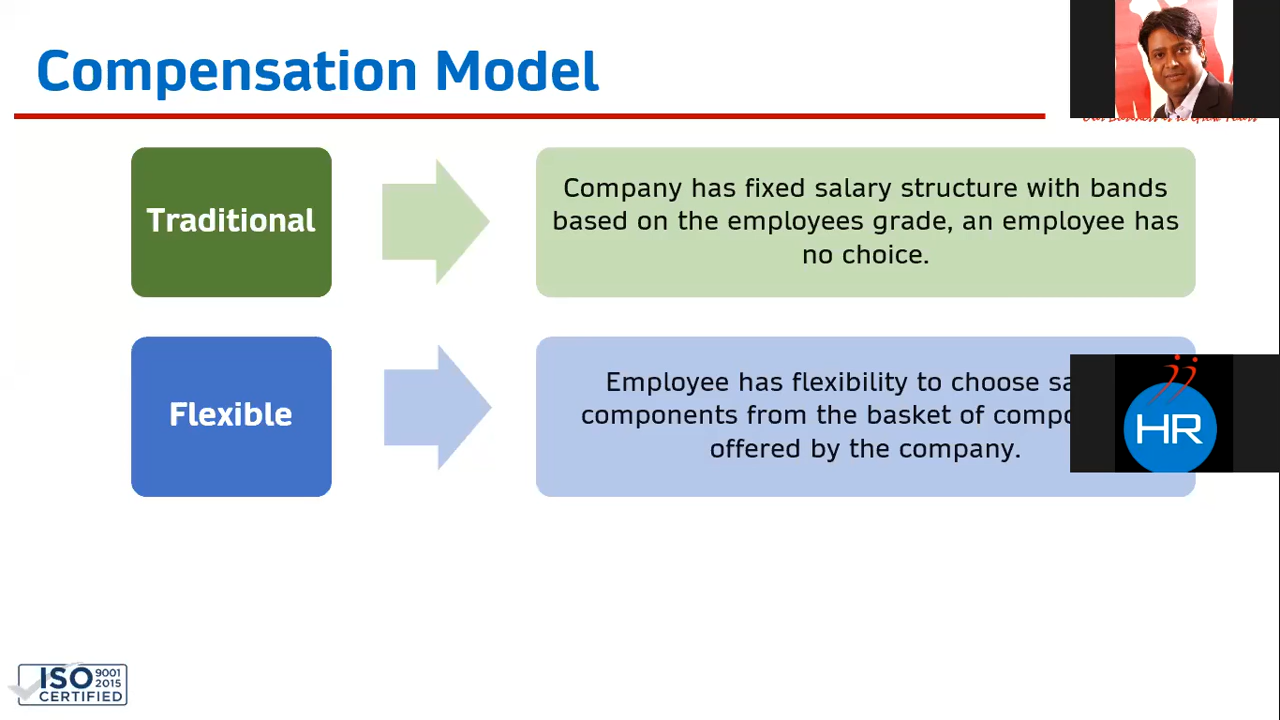 Compensation Model
Traditional
Company has fixed salary structure with bands
based on the employees grade, an employee has
no choice.
Flexible
Employee has flexibility to choose
components from the basket of
offered by the company.
HR
ISO 9001
2015
CERTIFIED